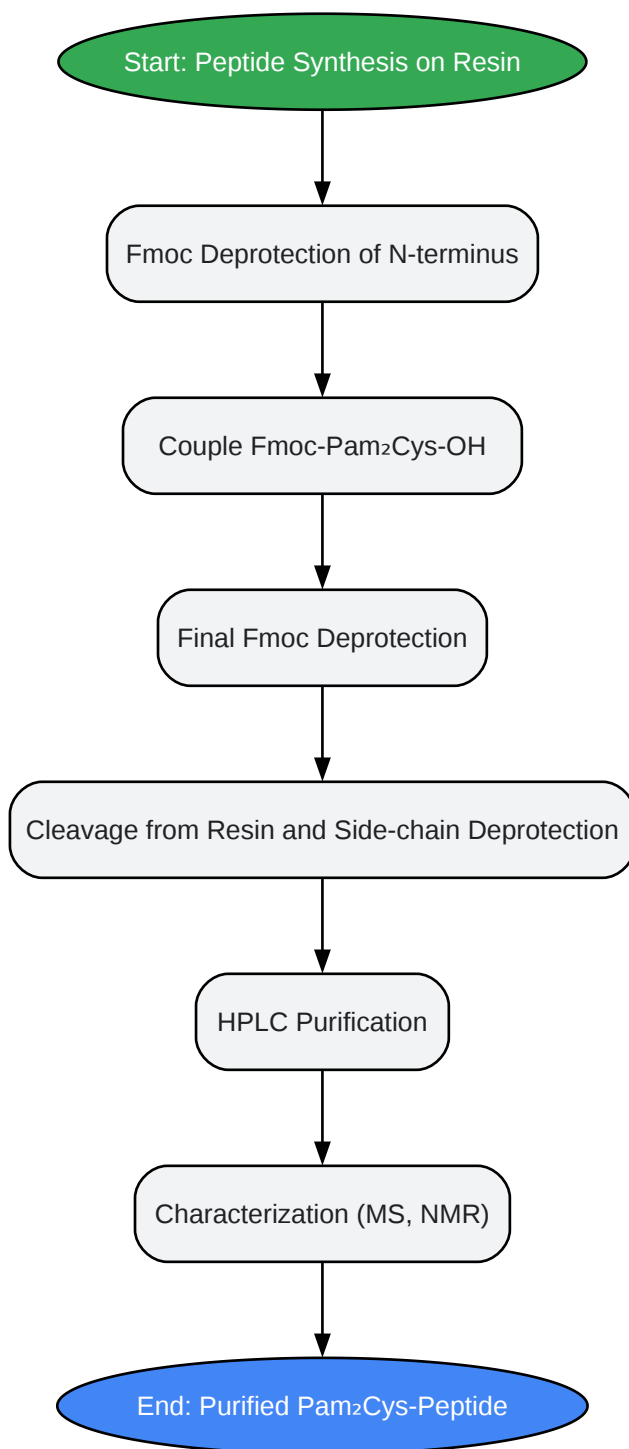 Start: Peptide Synthesis on Resin
Fmoc Deprotection of N-terminus
Couple Fmoc-Pam₂Cys-OH
Final Fmoc Deprotection
Cleavage from Resin and Side-chain Deprotection
HPLC Purification
Characterization (MS, NMR)
End: Purified Pam₂Cys-Peptide